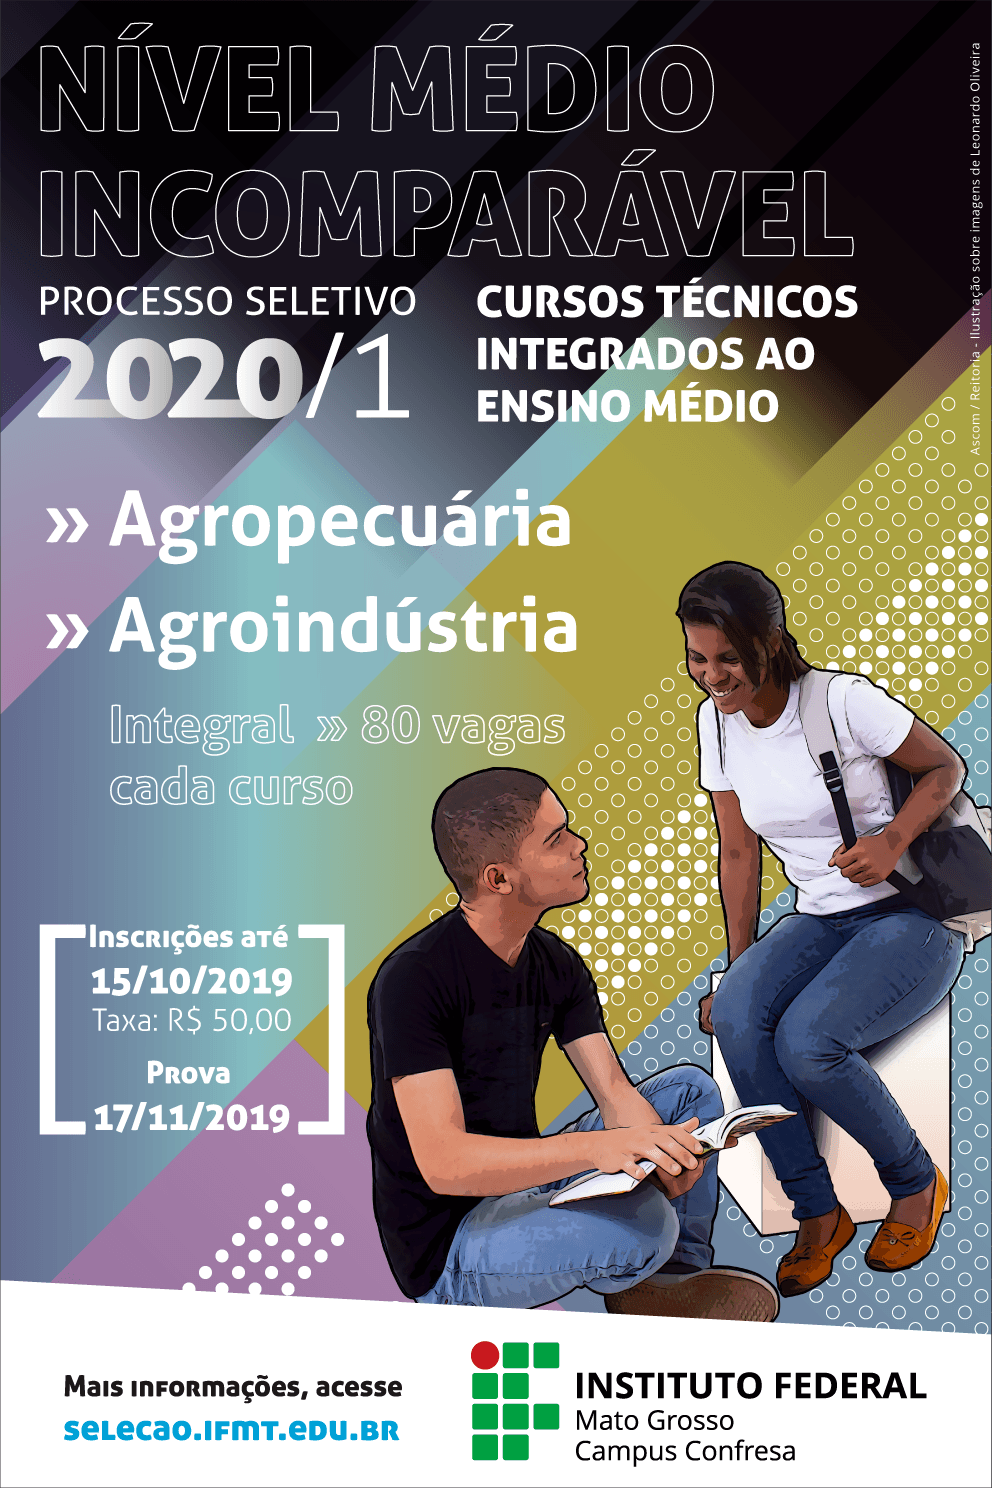 NÍVEL MÉDIO
INCOMPARÁVEL
PROCESSO SELETIVO
2020/1
CURSOS TÉCNICOS
INTEGRADOS AO
ENSINO MÉDIO
» Agropecuária
» Agroindústria
Integral » 80 vagas
cada curso
Inscrições até
15/10/2019
Taxa: R$ 50,00
Prova
17/11/2019
Mais informações, acesse
selecao.ifmt.edu.br
INSTITUTO FEDERAL
Mato Grosso
Campus Confresa
Ascom / Reitoria - Ilustração sobre imagens de Leonardo Oliveira